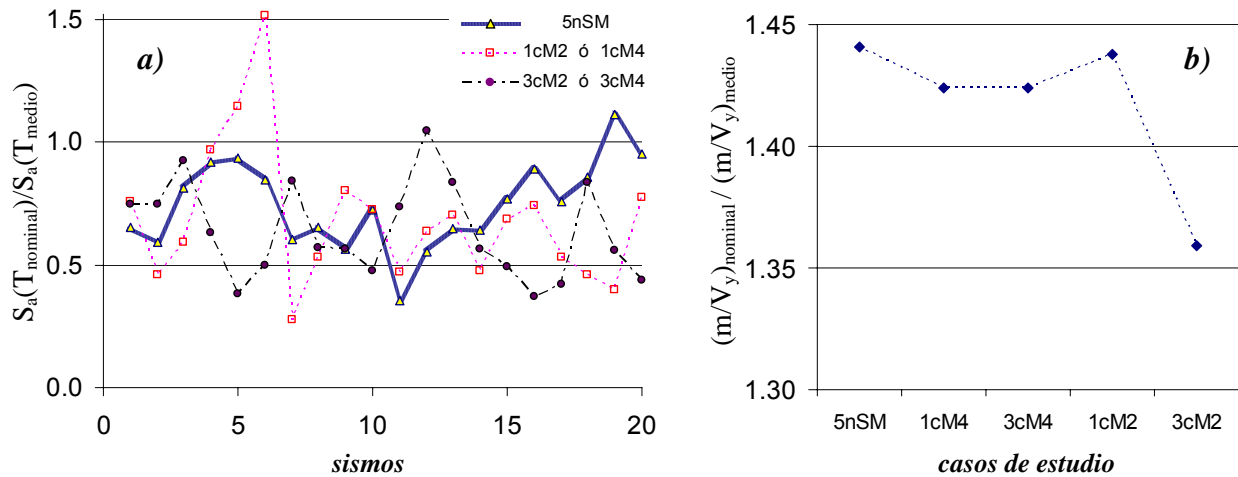 a)
5nSM
1cM2 ó 1cM4
3cM2 ó 3cM4
Sa(Tnominal)/Sa(Tmedio)
1.5
1.0
0.5
0.0
0 5 10 15 20
sismos
b)
(m/Vy)nominal / (m/Vy)medio
1.45
1.40
1.35
1.30
5nSM 1cM4 3cM4 1cM2 3cM2
casos de estudio